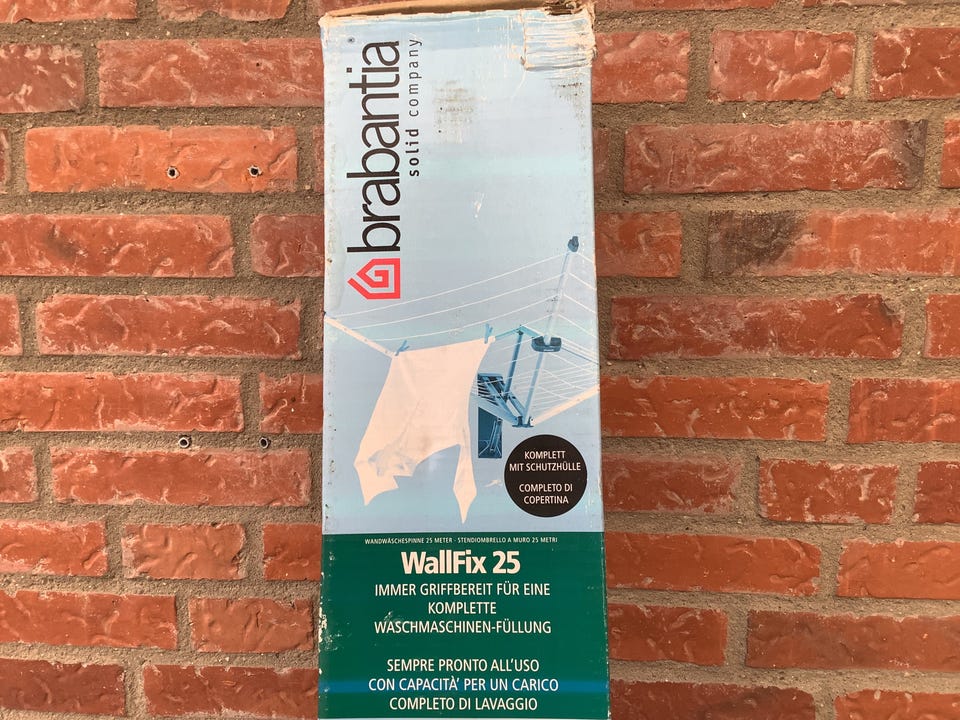 brabantia®
solid company
KOMPLETT
MIT SCHUTZHÜLLE
COMPLETO DI
COPERTINA
WANDWÄSCHESPINNE 25 METER - STENDIOMBRELLO A MURO 25 METRI
WallFix 25
IMMER GRIFFBEREIT FÜR EINE
KOMPLETTE
WASCHMASCHINEN-FÜLLUNG
SEMPRE PRONTO ALL'USO
CON CAPACITA' PER UN CARICO
COMPLETO DI LAVAGGIO